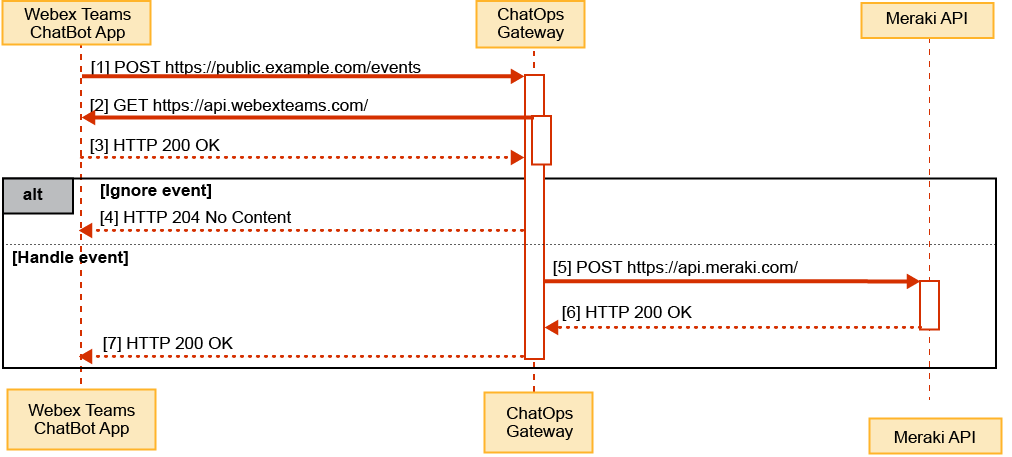 Webex Teams
ChatBot App
ChatOps
Gateway
Meraki API
[1] POST https://public.example.com/events
[2] GET https://api.webexteams.com/
[3] HTTP 200 OK
alt
[Ignore event]
[4] HTTP 204 No Content
[Handle event]
[5] POST https://api.meraki.com/
[6] HTTP 200 OK
[7] HTTP 200 OK
Webex Teams
ChatBot App
ChatOps
Gateway
Meraki API